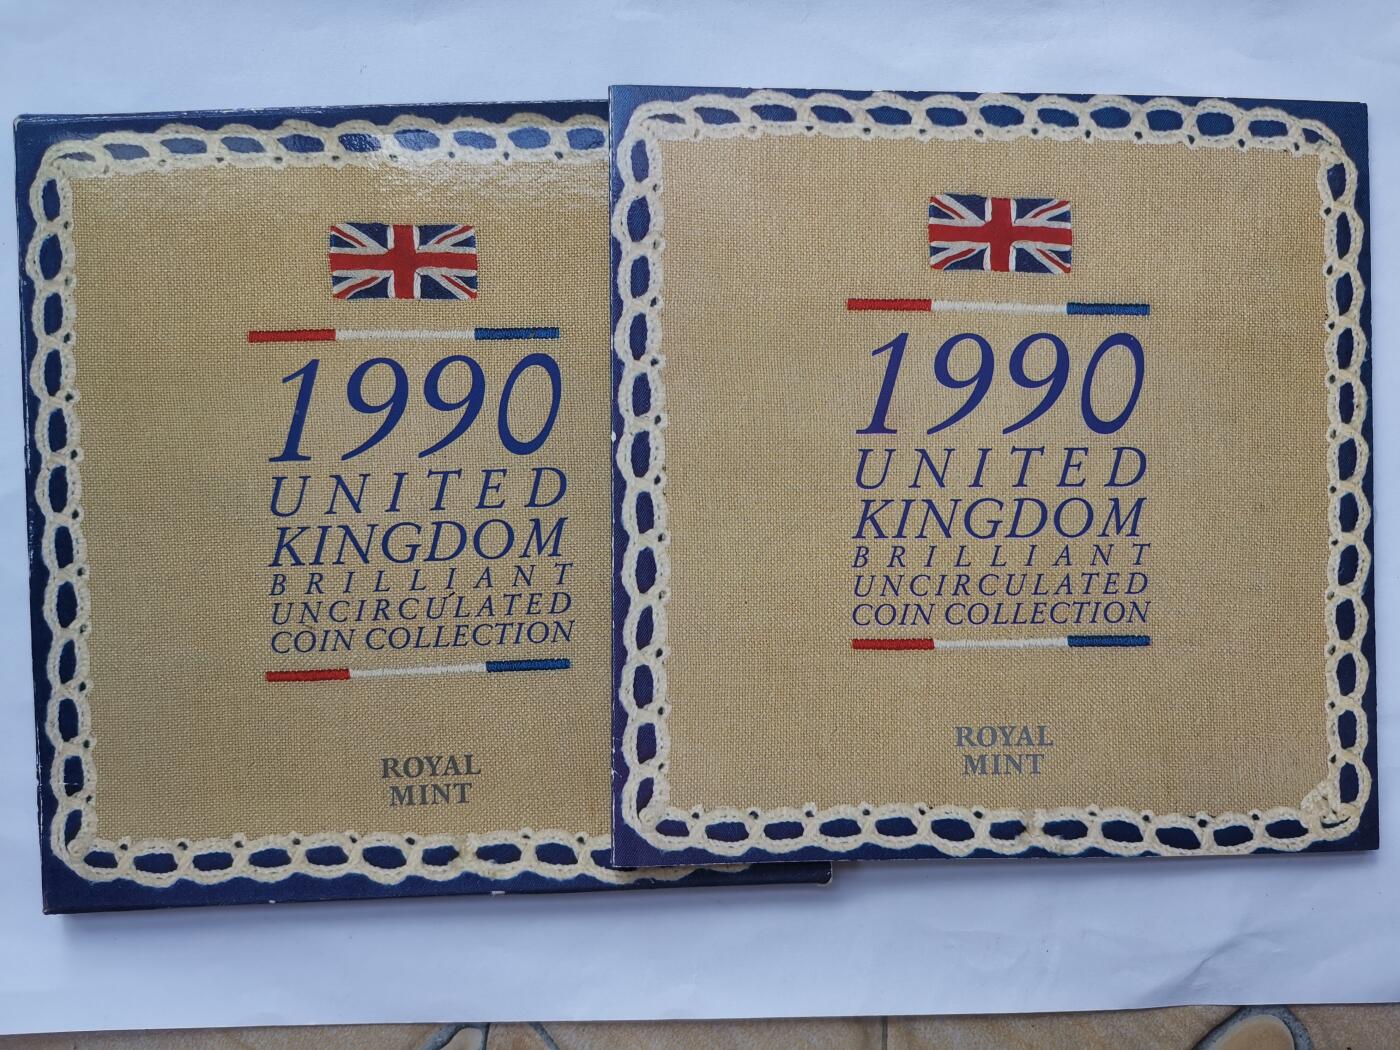 1990
UNITED
KINGDOM
BRILLIANT
UNCIRCULATED
COIN COLLECTION
ROYAL
MINT
1990
UNITED
KINGDOM
BRILLIANT
UNCIRCULATED
COIN COLLECTION
ROYAL
MINT